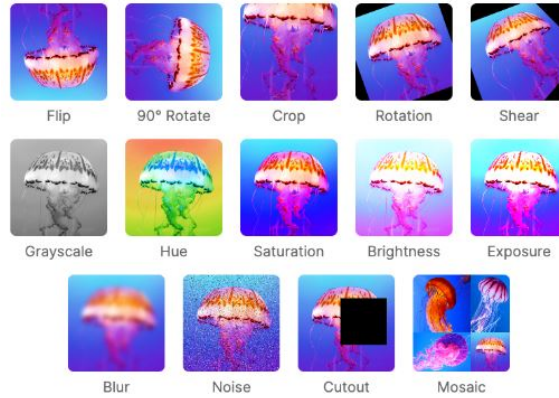 Flip 90° Rotate Crop Rotation Shear
Grayscale Hue Saturation Brightness Exposure
Blur Noise Cutout Mosaic